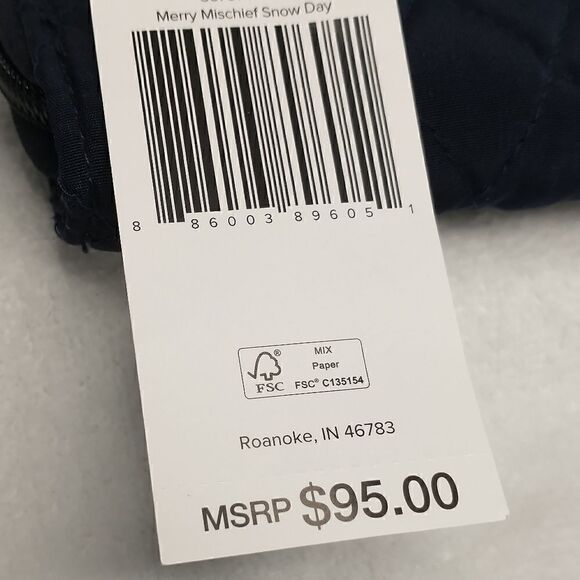 Merry Mischief Snow Day
8 86003 89605 1
MIX
Paper
FSC® C135154
® FSC
Roanoke, IN 46783
MSRP $95.00